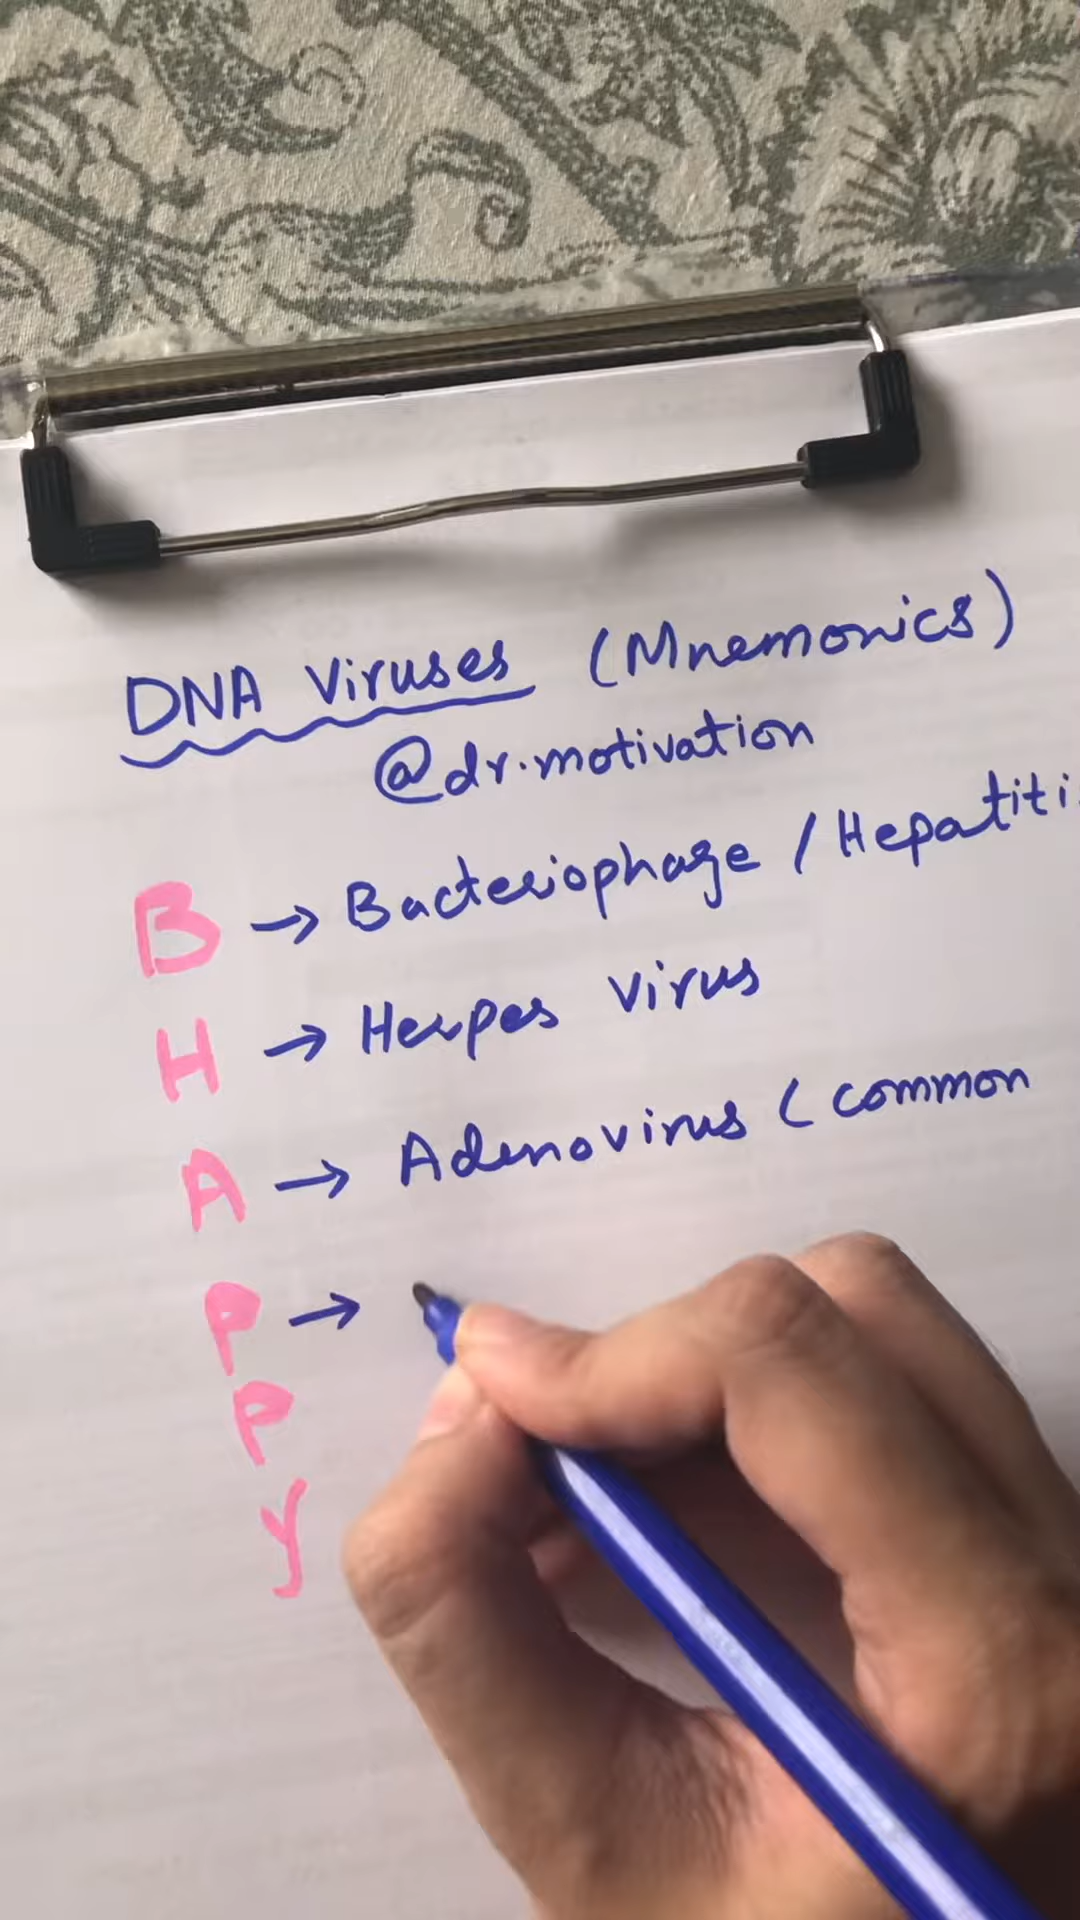 DNA Viruses (Mnemonics)
@dr.motivation
B → Bacteriophage / Hepatiti
H → Herpes Virus
A → Adenovirus (common
P →
P
Y